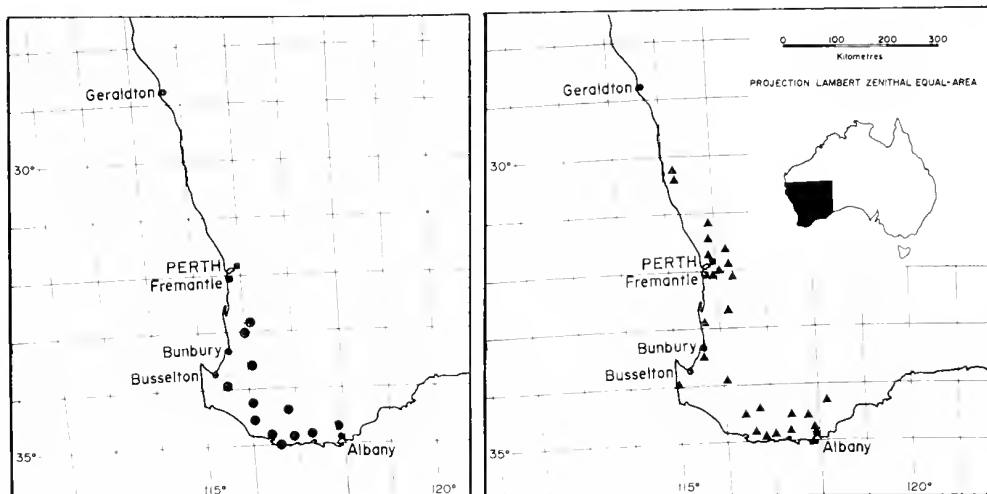 Geraldton
30°
PERTH
Fremantle
Bunbury
Busselton
Albany
35°
115°
120°
0 100 200 300
Kilometres
PROJECTION LAMBERT ZENITHAL EQUAL-AREA
Geraldton
30°
PERTH
Fremantle
Bunbury
Busselton
Albany
35°
115°
120°